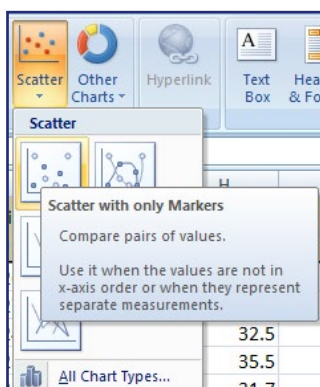 Scatter
Other
Charts
Hyperlink
A
Text
Box
Hea
& Fo
Scatter
H
Scatter with only Markers
Compare pairs of values.
Use it when the values are not in
x-axis order or when they represent
separate measurements.
32.5
35.5
31.7
All Chart Types...